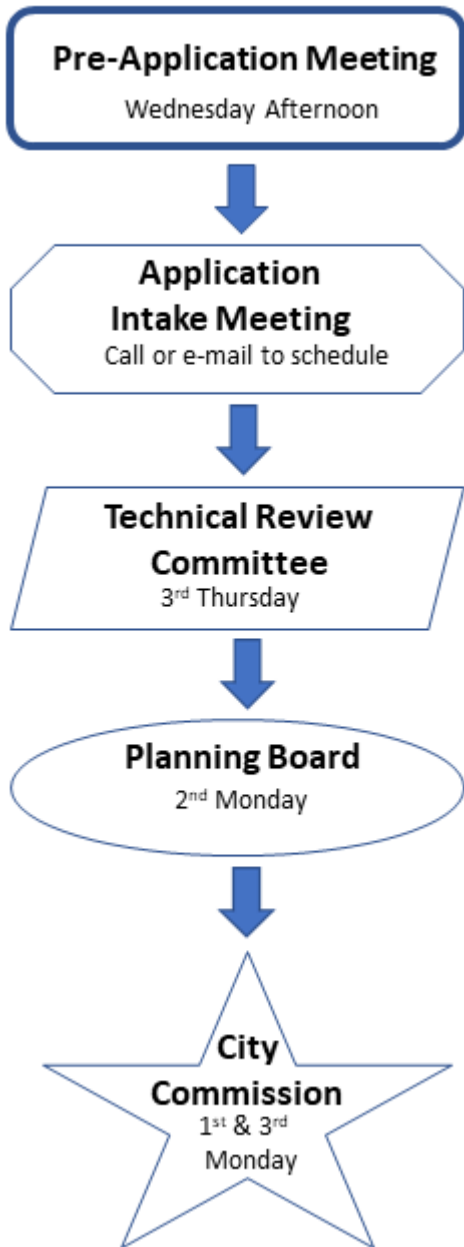 Pre-Application Meeting
Wednesday Afternoon
Application
Intake Meeting
Call or e-mail to schedule
Technical Review
Committee
3rd Thursday
Planning Board
2nd Monday
City
Commission
1st & 3rd
Monday